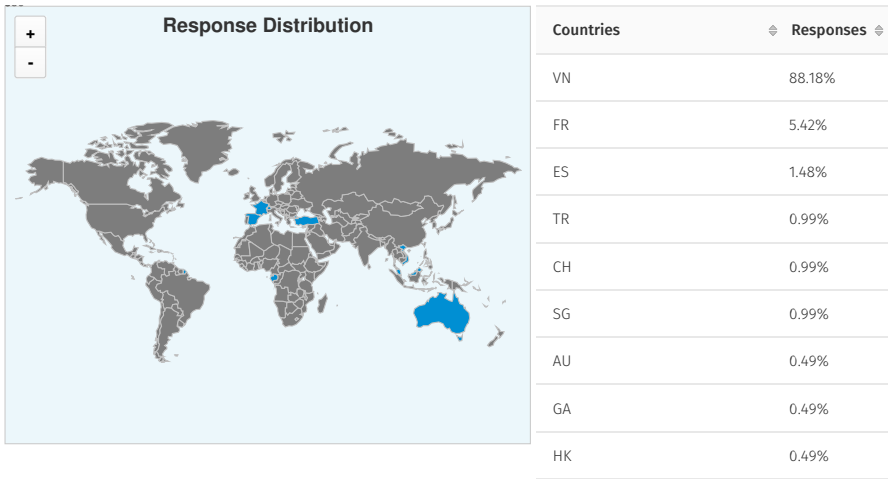 Response Distribution
+
-
Countries Responses
VN 88.18%
FR 5.42%
ES 1.48%
TR 0.99%
CH 0.99%
SG 0.99%
AU 0.49%
GA 0.49%
HK 0.49%